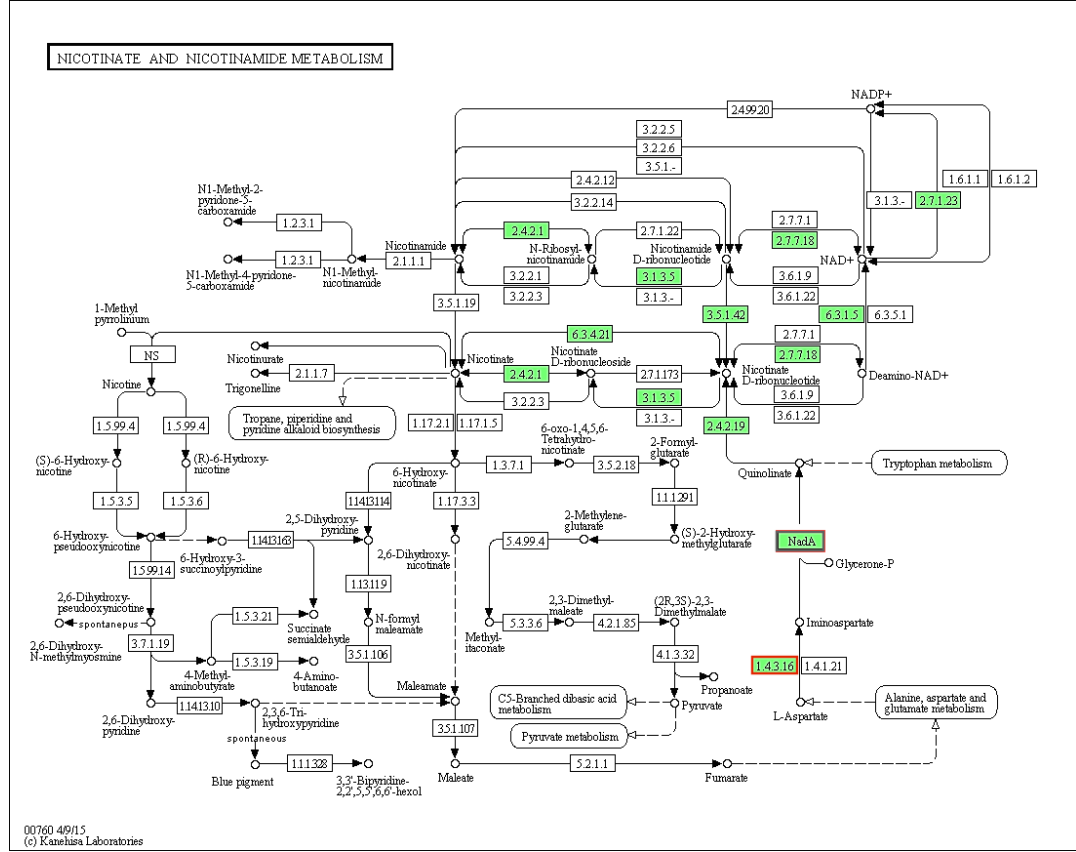 NICOTINATE AND NICOTINAMIDE METABOLISM
NADP+
2.4.99.20
3.2.2.5
3.2.2.6
3.5.1.-
2.4.2.12
3.2.2.14
1.6.1.1
1.6.1.2
3.1.3.-
2.7.1.23
N1-Methyl-2-
pyridone-5-
carboxamide
1.2.3.1
2.4.2.1
2.7.1.22
2.7.7.1
2.7.7.18
Nicotinamide
N-Ribosyl-
nicotinamide
Nicotinamide
D-ribonucleotide
NAD+
1.2.3.1
2.1.1.1
N1-Methyl-4-pyridone-
5-carboxamide
N1-Methyl-
nicotinamide
3.2.2.1
3.2.2.3
3.1.3.5
3.1.3.-
3.6.1.9
3.6.1.22
3.5.1.19
3.5.1.42
6.3.1.5
6.3.5.1
1-Methyl
pyrrolinium
NS
6.3.4.21
2.7.7.1
2.7.7.18
Nicotinurate
Nicotinate
Nicotinate
D-ribonucleoside
2.1.1.7
Trigonelline
2.4.2.1
2.7.1.173
Nicotinate
D-ribonucleotide
Deamino-NAD+
Nicotine
3.2.2.3
3.1.3.5
3.1.3.-
3.6.1.9
3.6.1.22
Tropane, piperidine and
pyridine alkaloid biosynthesis
1.5.99.4
1.5.99.4
1.17.2.1
1.17.1.5
2.4.2.19
6-oxo-1,4,5,6-
Tetrahydro-
nicotinate
2-Formyl-
glutarate
(S)-6-Hydroxy-
nicotine
(R)-6-Hydroxy-
nicotine
6-Hydroxy-
nicotinate
1.3.7.1
3.5.2.18
Quinolinate
Tryptophan metabolism
1.5.3.5
1.5.3.6
1.14.13.114
1.17.3.3
1.1.1.291
2,5-Dihydroxy-
pyridine
2-Methylene-
glutarate
(S)-2-Hydroxy-
methylglutarate
6-Hydroxy-
pseudooxynicotine
1.14.13.163
5.4.99.4
NadA
6-Hydroxy-3-
succinoylpyridine
2,6-Dihydroxy-
nicotinate
Glycerone-P
1.5.99.14
1.13.11.9
2,6-Dihydroxy-
pseudooxynicotine
2,3-Dimethyl-
maleate
(2R,3S)-2,3-
Dimethylmalate
spontanepus
1.5.3.21
Succinate
semialdehyde
N-formyl
maleamate
5.3.3.6
4.2.1.85
Iminoaspartate
2,6-Dihydroxy-
N-methylmyosmine
3.7.1.19
Methyl-
itaconate
3.5.1.106
4.1.3.32
1.4.3.16
1.4.1.21
1.5.3.19
4-Methyl-
aminobutyrate
4-Amino-
butanoate
Maleamate
Propanoate
1.14.13.10
C5-Branched dibasic acid
metabolism
Pyruvate
L-Aspartate
Alanine, aspartate and
glutamate metabolism
2,6-Dihydroxy-
pyridine
2,3,6-Tri-
hydroxypyridine
3.5.1.107
Pyruvate metabolism
spontaneous
1.1.1.328
5.2.1.1
Blue pigment
3,3'-Bipyridine-
2,2',5,5',6,6'-hexol
Maleate
Fumarate
00760 4/9/15
(c) Kanehisa Laboratories